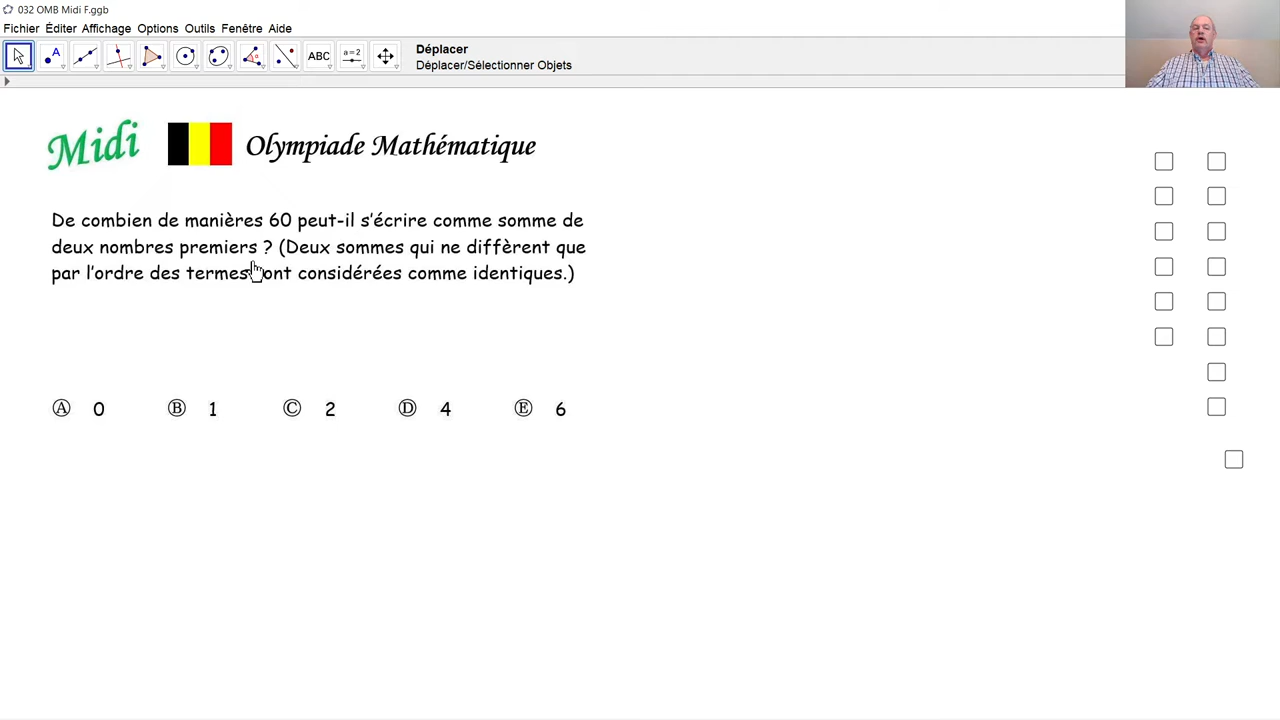 032 OMB Midi F.ggb
Fichier Éditer Affichage Options Outils Fenêtre Aide
A ABC a=2
Déplacer
Déplacer/Sélectionner Objets
Midi Olympiade Mathématique
De combien de manières 60 peut-il s'écrire comme somme de
deux nombres premiers ? (Deux sommes qui ne diffèrent que
par l'ordre des termes ont considérées comme identiques.)
Ⓐ 0 Ⓑ 1 Ⓒ 2 Ⓓ 4 Ⓔ 6